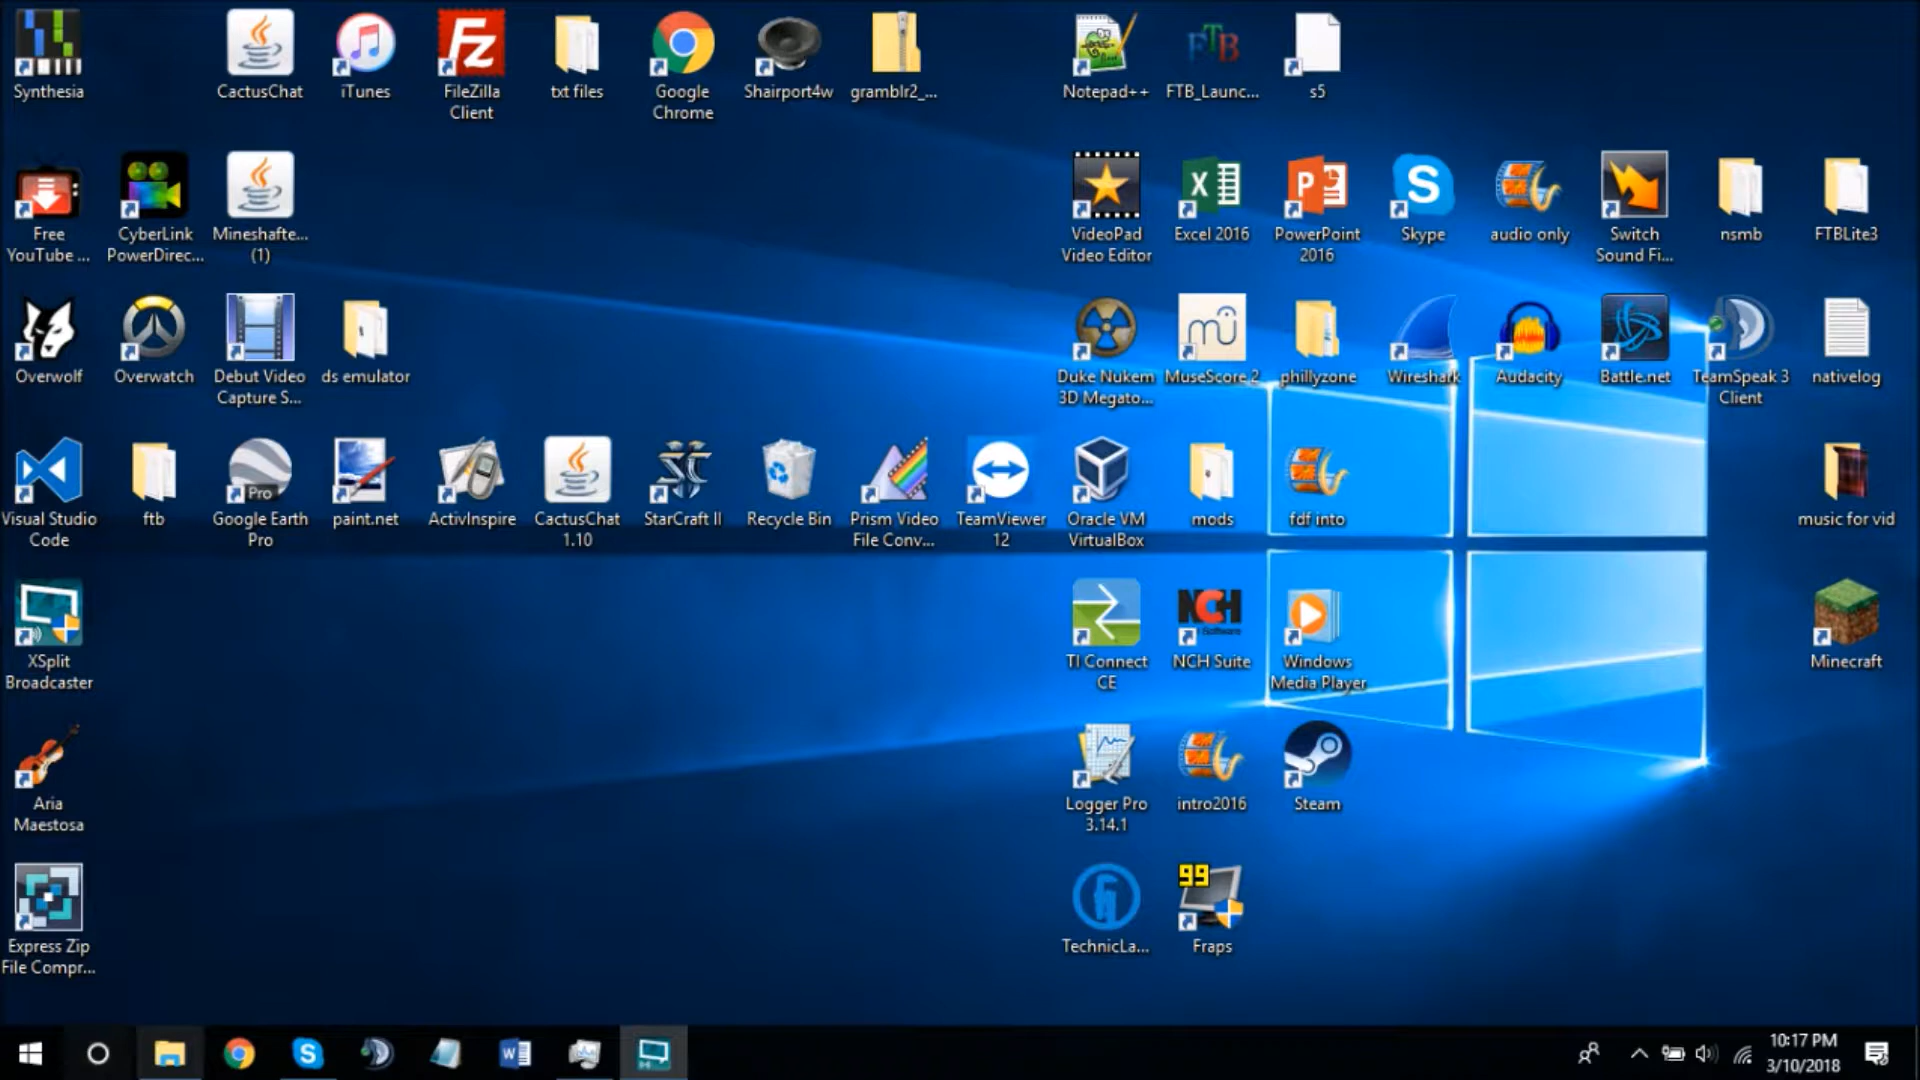 Synthesia
CactusChat
iTunes
FileZilla
Client
txt files
Google
Chrome
Shairport4w
gramblr2_...
Notepad++
FTB
FTB_Launc...
s5
Free
YouTube ...
CyberLink
PowerDirec...
Mineshafte...
(1)
VideoPad
Video Editor
Excel 2016
PowerPoint
2016
Skype
audio only
Switch
Sound Fi...
nsmb
FTBLite3
Overwolf
Overwatch
Debut Video
Capture S...
ds emulator
Duke Nukem
3D Megato...
MuseScore 2
phillyzone
Wireshark
Audacity
Battle.net
TeamSpeak 3
Client
nativelog
Visual Studio
Code
ftb
Pro
Google Earth
Pro
paint.net
ActivInspire
CactusChat
1.10
StarCraft II
Recycle Bin
Prism Video
File Conv...
TeamViewer
12
Oracle VM
VirtualBox
mods
fdf into
music for vid
XSplit
Broadcaster
TI Connect
CE
NCH
Software
NCH Suite
Windows
Media Player
Minecraft
Aria
Maestosa
Logger Pro
3.14.1
intro2016
Steam
Express Zip
File Compr...
TechnicLa...
99
Fraps
10:17 PM
3/10/2018